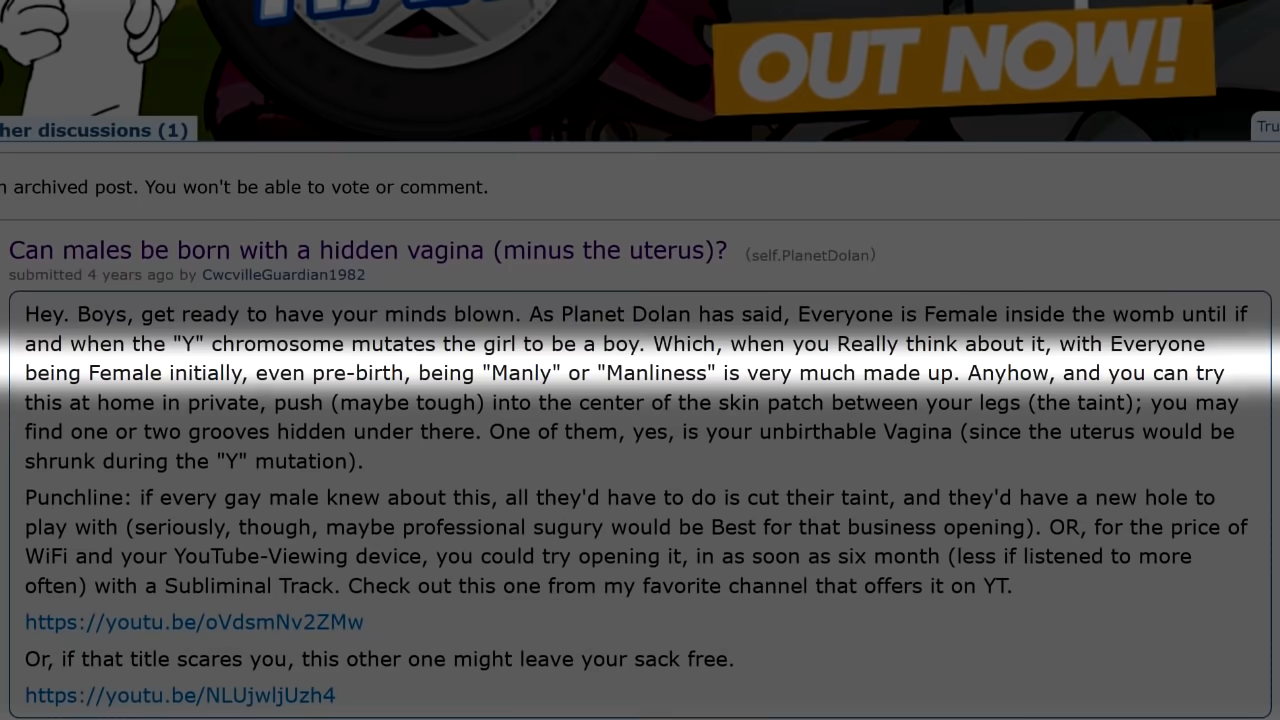 OUT NOW!
her discussions (1)
Tru
n archived post. You won't be able to vote or comment.
Can males be born with a hidden vagina (minus the uterus)? (self.PlanetDolan)
submitted 4 years ago by CwcvilleGuardian1982
Hey. Boys, get ready to have your minds blown. As Planet Dolan has said, Everyone is Female inside the womb until if
and when the "Y" chromosome mutates the girl to be a boy. Which, when you Really think about it, with Everyone
being Female initially, even pre-birth, being "Manly" or "Manliness" is very much made up. Anyhow, and you can try
this at home in private, push (maybe tough) into the center of the skin patch between your legs (the taint); you may
find one or two grooves hidden under there. One of them, yes, is your unbirthable Vagina (since the uterus would be
shrunk during the "Y" mutation).
Punchline: if every gay male knew about this, all they'd have to do is cut their taint, and they'd have a new hole to
play with (seriously, though, maybe professional sugury would be Best for that business opening). OR, for the price of
WiFi and your YouTube-Viewing device, you could try opening it, in as soon as six month (less if listened to more
often) with a Subliminal Track. Check out this one from my favorite channel that offers it on YT.
https://youtu.be/oVdsmNv2ZMw
Or, if that title scares you, this other one might leave your sack free.
https://youtu.be/NLUjwljUzh4